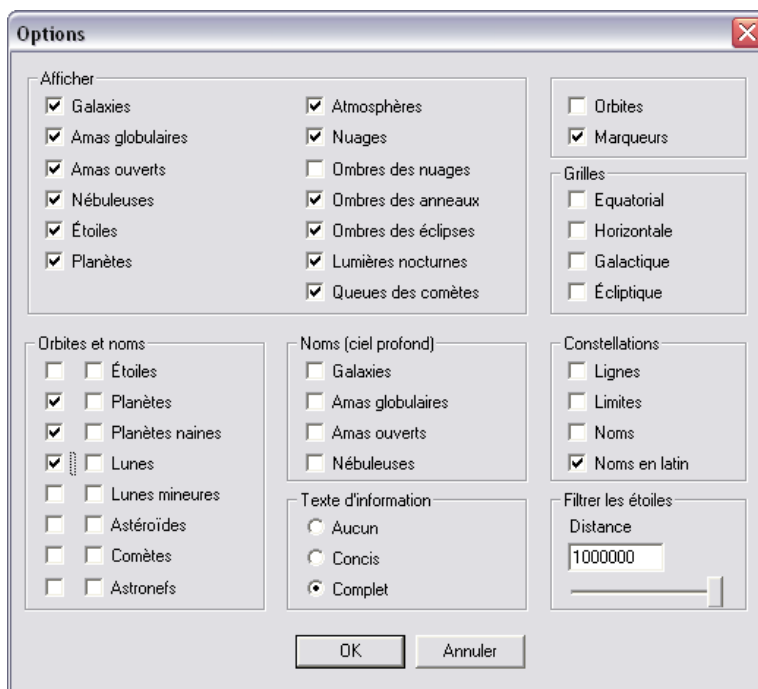 Options
Afficher
Galaxies
Amas globulaires
Amas ouverts
Nébuleuses
Étoiles
Planètes
Atmosphères
Nuages
Ombres des nuages
Ombres des anneaux
Ombres des éclipses
Lumières nocturnes
Queues des comètes
Orbites
Marqueurs
Grilles
Equatorial
Horizontale
Galactique
Écliptique
Orbites et noms
Étoiles
Planètes
Planètes naines
Lunes
Lunes mineures
Astéroïdes
Comètes
Astronefs
Noms (ciel profond)
Galaxies
Amas globulaires
Amas ouverts
Nébuleuses
Texte d'information
Aucun
Concis
Complet
Constellations
Lignes
Limites
Noms
Noms en latin
Filtrer les étoiles
Distance
1000000
OK
Annuler